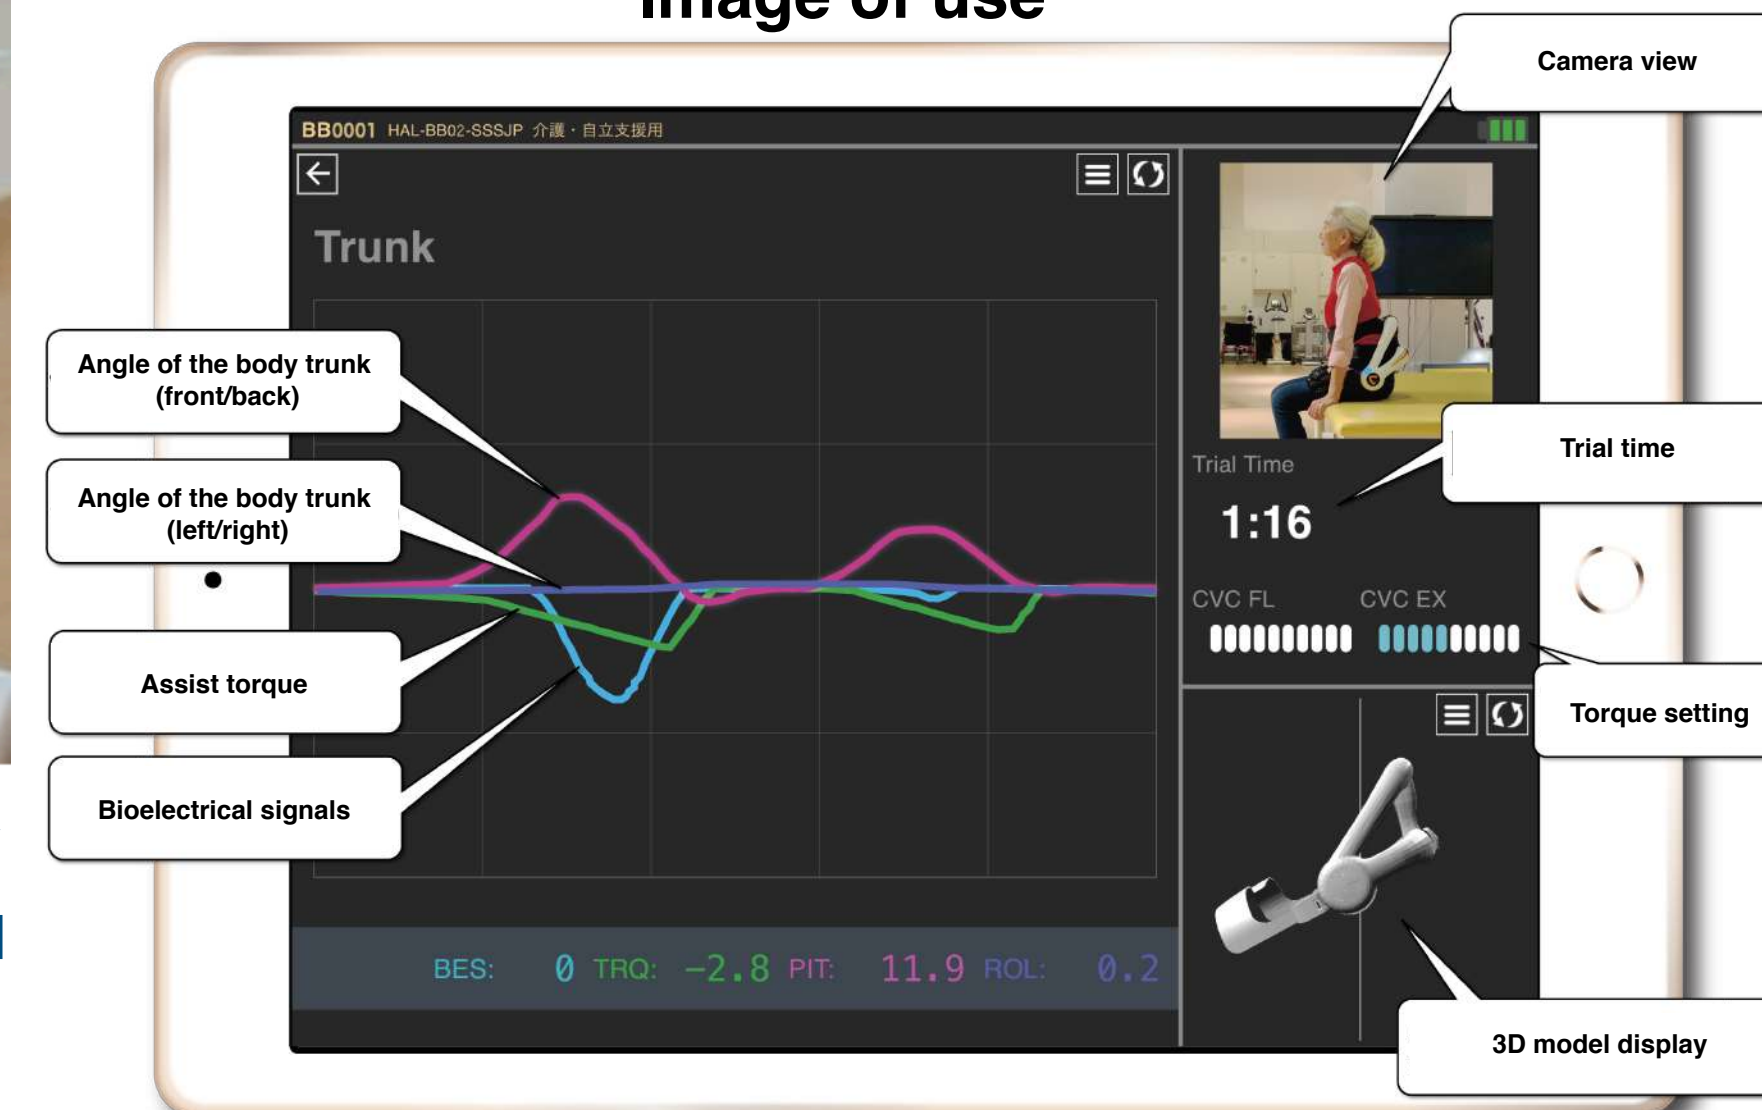 Image of use
Camera view
BB0001 HAL-BB02-SSSJP 介護・自立支援用
Trunk
Angle of the body trunk
(front/back)
Angle of the body trunk
(left/right)
Assist torque
Bioelectrical signals
Trial Time
1:16
Trial time
CVC FL
CVC EX
Torque setting
BES: 0 TRQ: -2.8 PIT: 11.9 ROL: 0.2
3D model display